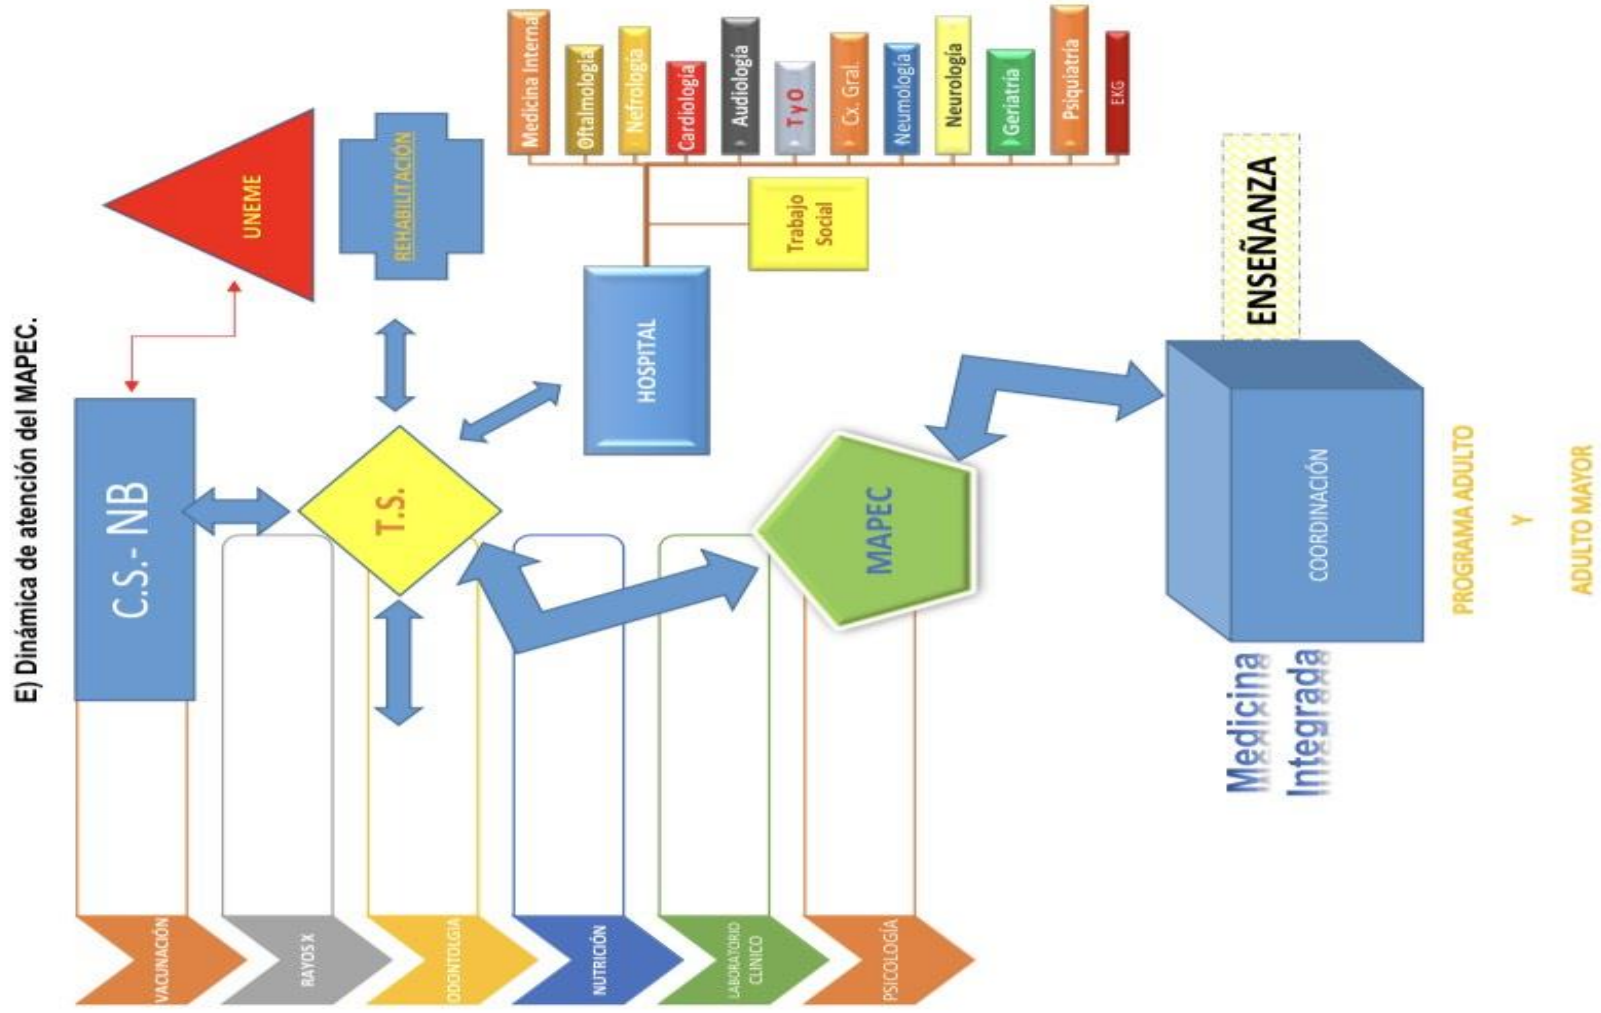 E) Dinámica de atención del MAPEC.
VACUNACIÓN
RAYOS X
ODONTOLGIA
NUTRICIÓN
LABORATORIO
CLINICO
PSICOLOGÍA
C.S.- NB
T.S.
MAPEC
UNEME
REHABILITACIÓN
HOSPITAL
Trabajo
Social
Medicina Interna
Oftalmología
Nefrología
Cardiología
Audiología
T y O
Cx. Gral.
Neumología
Neurología
Geriatría
Psiquiatría
EKG
Medicina
Integrada
COORDINACIÓN
ENSEÑANZA
PROGRAMA ADULTO
Y
ADULTO MAYOR